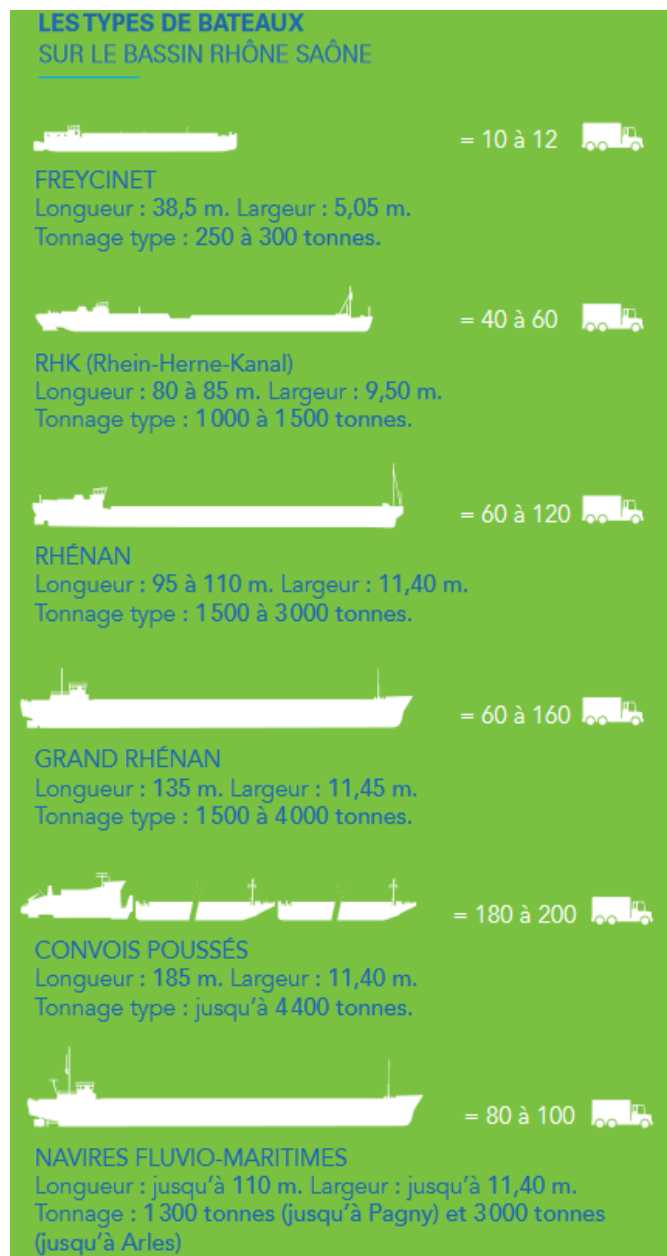 LES TYPES DE BATEAUX
SUR LE BASSIN RHÔNE SAÔNE
= 10 à 12
FREYCINET
Longueur : 38,5 m. Largeur : 5,05 m.
Tonnage type : 250 à 300 tonnes.
= 40 à 60
RHK (Rhein-Herne-Kanal)
Longueur : 80 à 85 m. Largeur : 9,50 m.
Tonnage type : 1 000 à 1 500 tonnes.
= 60 à 120
RHÉNAN
Longueur : 95 à 110 m. Largeur : 11,40 m.
Tonnage type : 1 500 à 3 000 tonnes.
= 60 à 160
GRAND RHÉNAN
Longueur : 135 m. Largeur : 11,45 m.
Tonnage type : 1 500 à 4 000 tonnes.
= 180 à 200
CONVOIS POUSSÉS
Longueur : 185 m. Largeur : 11,40 m.
Tonnage type : jusqu’à 4 400 tonnes.
= 80 à 100
NAVIRES FLUVIO-MARITIMES
Longueur : jusqu’à 110 m. Largeur : jusqu’à 11,40 m.
Tonnage : 1 300 tonnes (jusqu’à Pagny) et 3 000 tonnes
(jusqu’à Arles)